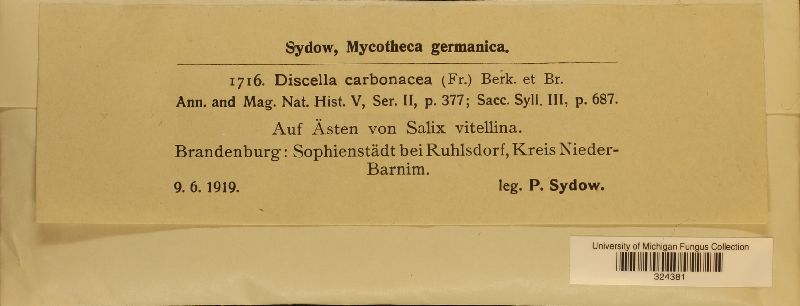 Sydow, Mycotheca germanica.
1716. Discella carbonacea (Fr.) Berk. et Br.
Ann. and Mag. Nat. Hist. V, Ser. II, p. 377; Sacc. Syll. III, p. 687.
Auf Ästen von Salix vitellina.
Brandenburg: Sophienstädt bei Ruhlsdorf, Kreis Nieder-
Barnim.
9. 6. 1919. leg. P. Sydow.
University of Michigan Fungus Collection
324381